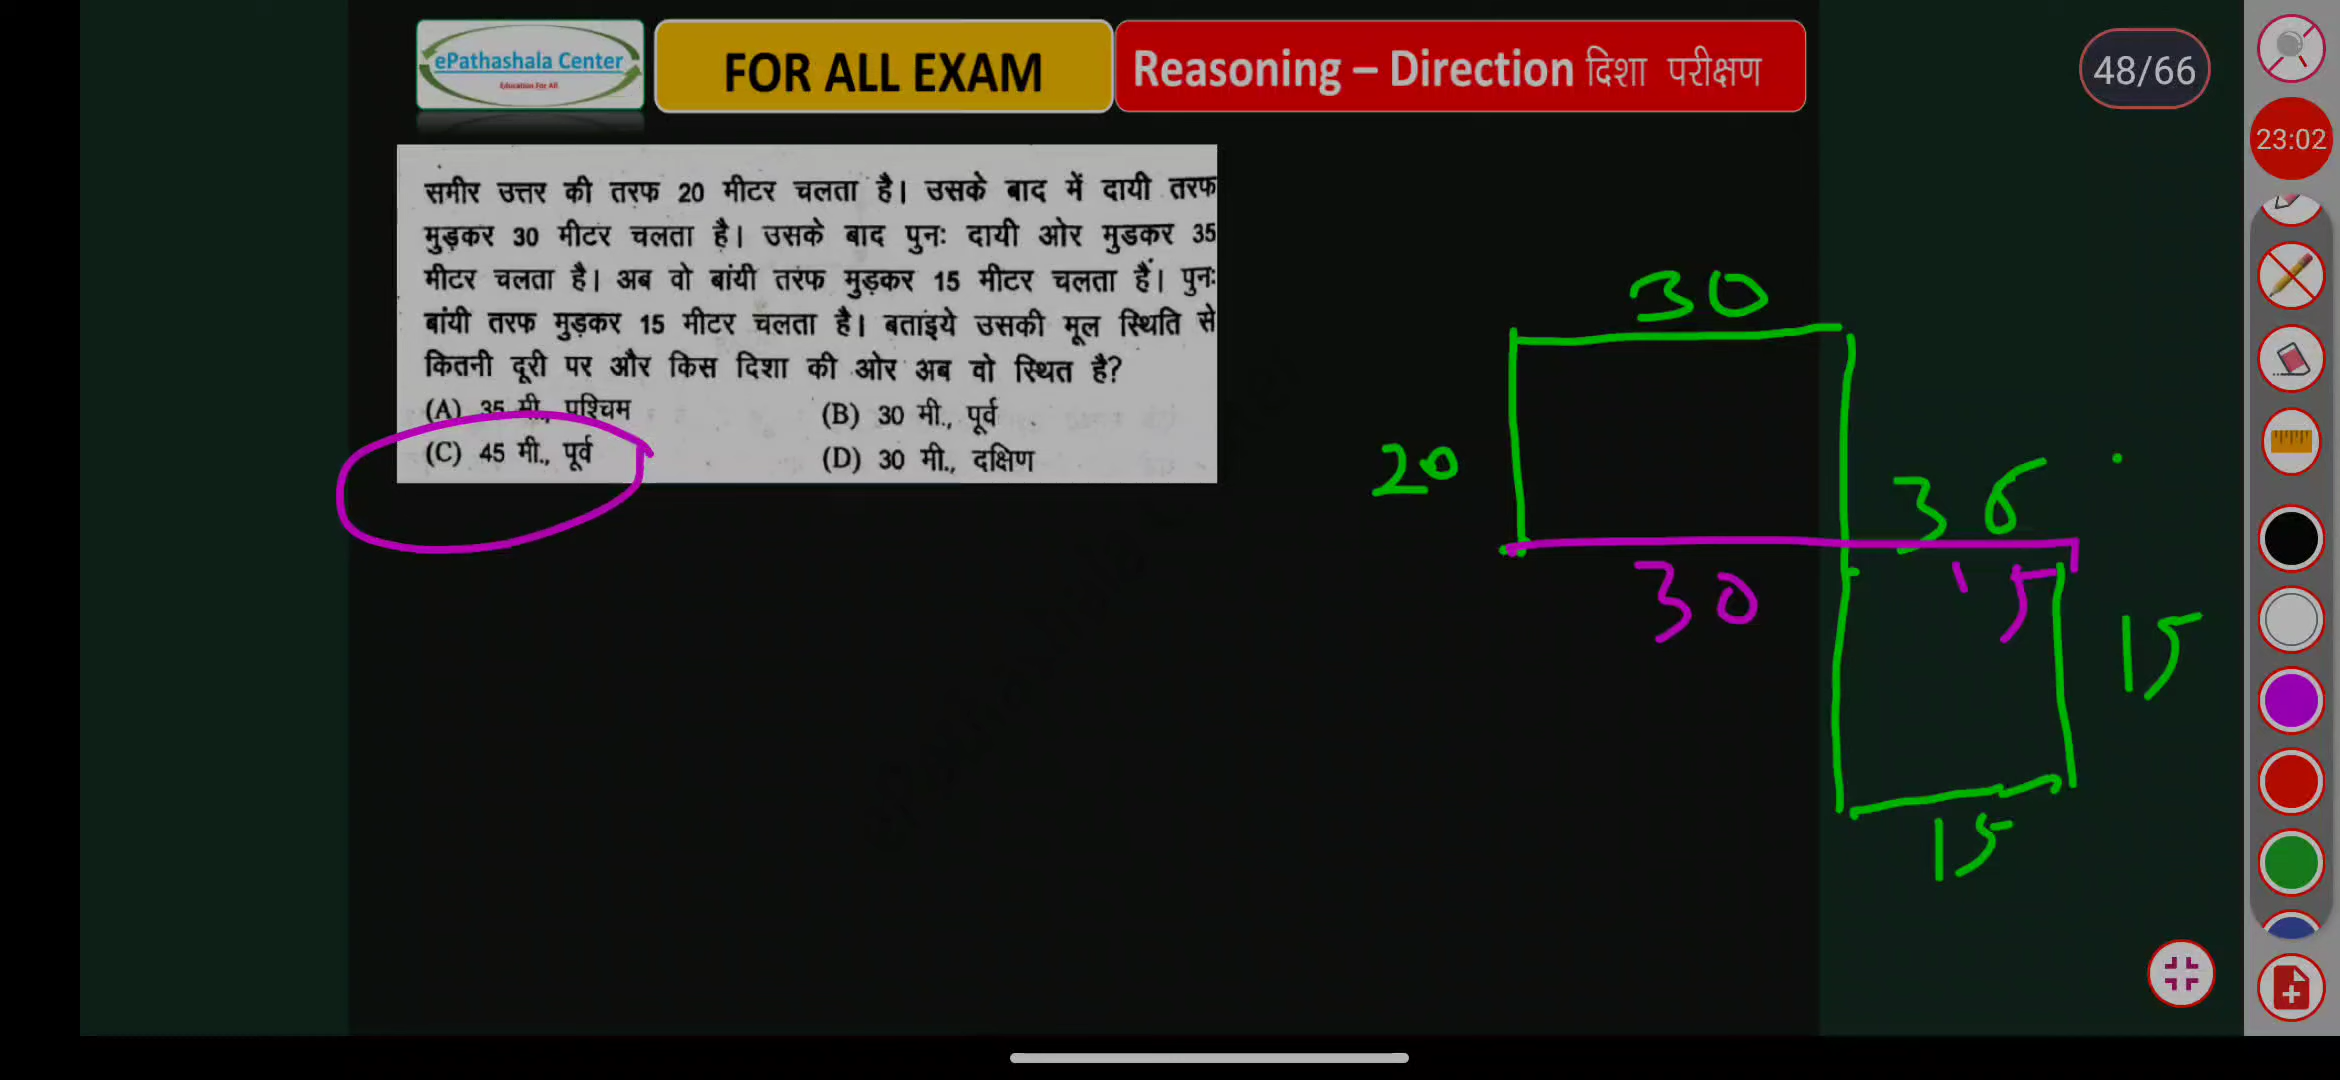 ePathashala Center
Education For All
FOR ALL EXAM
Reasoning – Direction दिशा परीक्षण
48/66
23:02
समीर उत्तर की तरफ 20 मीटर चलता है। उसके बाद में दायी तरफ
मुड़कर 30 मीटर चलता है। उसके बाद पुनः दायी ओर मुडकर 35
मीटर चलता है। अब वो बांयी तरफ मुड़कर 15 मीटर चलता हैं। पुनः
बांयी तरफ मुड़कर 15 मीटर चलता है। बताइये उसकी मूल स्थिति से
कितनी दूरी पर और किस दिशा की ओर अब वो स्थित है?
(A) 35 मी., पश्चिम (B) 30 मी., पूर्व
(C) 45 मी., पूर्व (D) 30 मी., दक्षिण
30
20
30
15
15
15